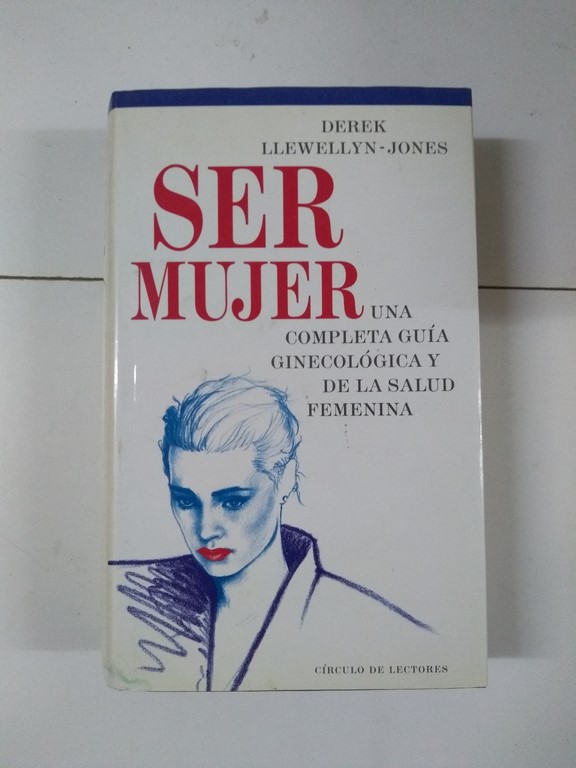 DEREK
LLEWELLYN-JONES
SER
MUJER
UNA
COMPLETA GUÍA
GINECOLÓGICA Y
DE LA SALUD
FEMENINA
CÍRCULO DE LECTORES